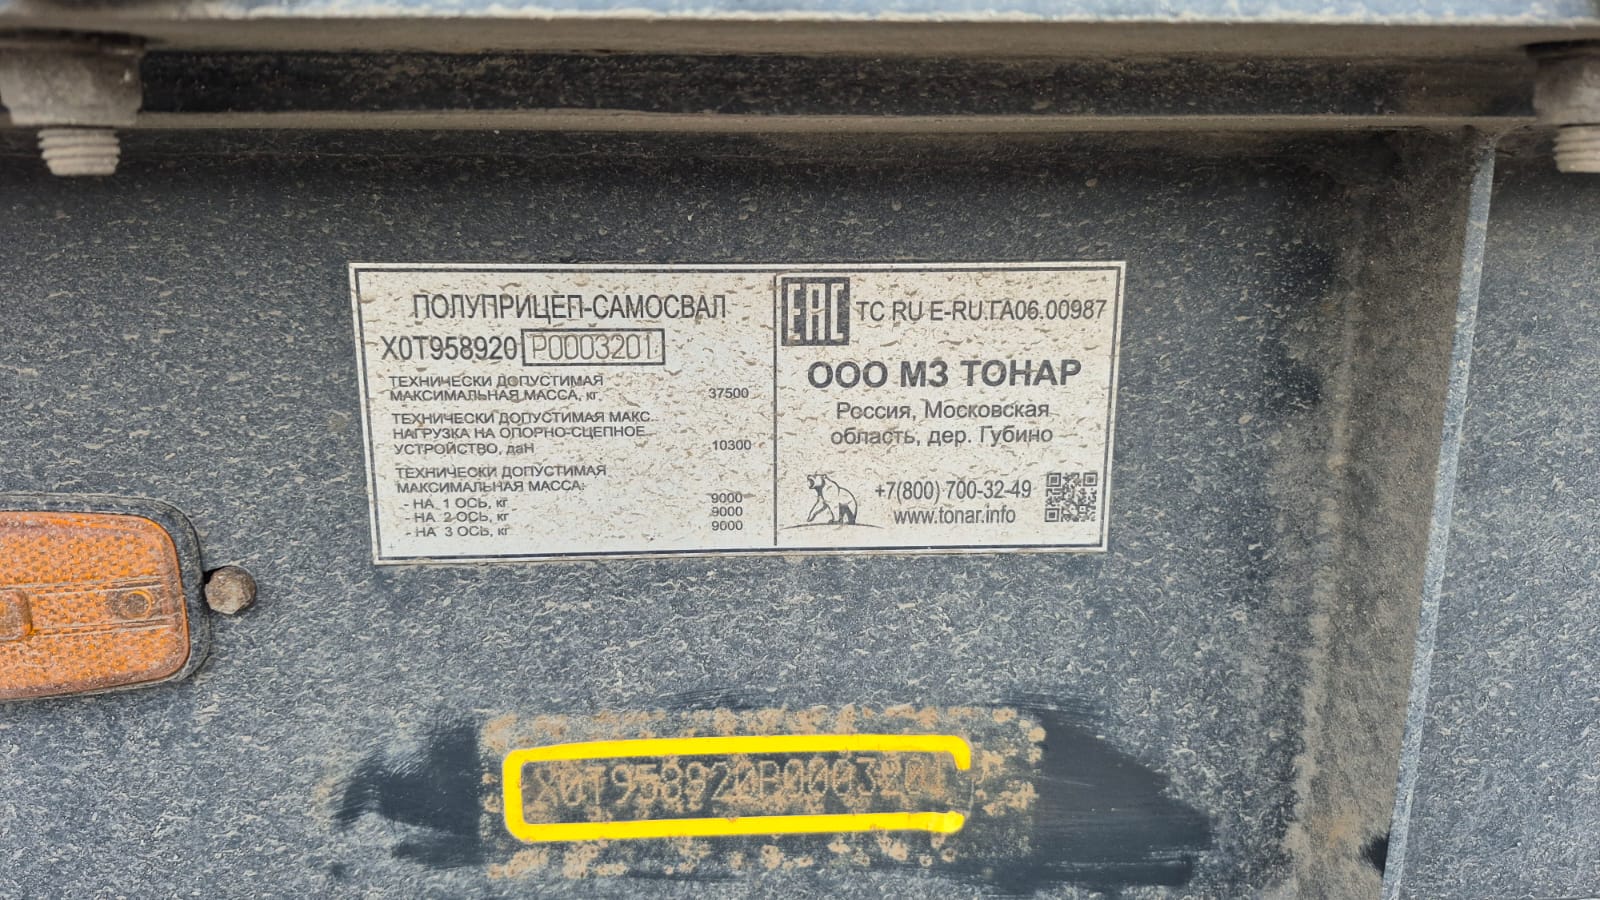 ПОЛУПРИЦЕП-САМОСВАЛ
X0T958920 P0003201
ТЕХНИЧЕСКИ ДОПУСТИМАЯ
МАКСИМАЛЬНАЯ МАССА, кг 37500
ТЕХНИЧЕСКИ ДОПУСТИМАЯ МАКС.
НАГРУЗКА НА ОПОРНО-СЦЕПНОЕ
УСТРОЙСТВО, даН 10300
ТЕХНИЧЕСКИ ДОПУСТИМАЯ
МАКСИМАЛЬНАЯ МАССА:
- НА 1 ОСЬ, кг 9000
- НА 2 ОСЬ, кг 9000
- НА 3 ОСЬ, кг 9000
EAC TC RU E-RU.ГА06.00987
ООО МЗ ТОНАР
Россия, Московская
область, дер. Губино
+7(800) 700-32-49
www.tonar.info
X0T958920P0003201